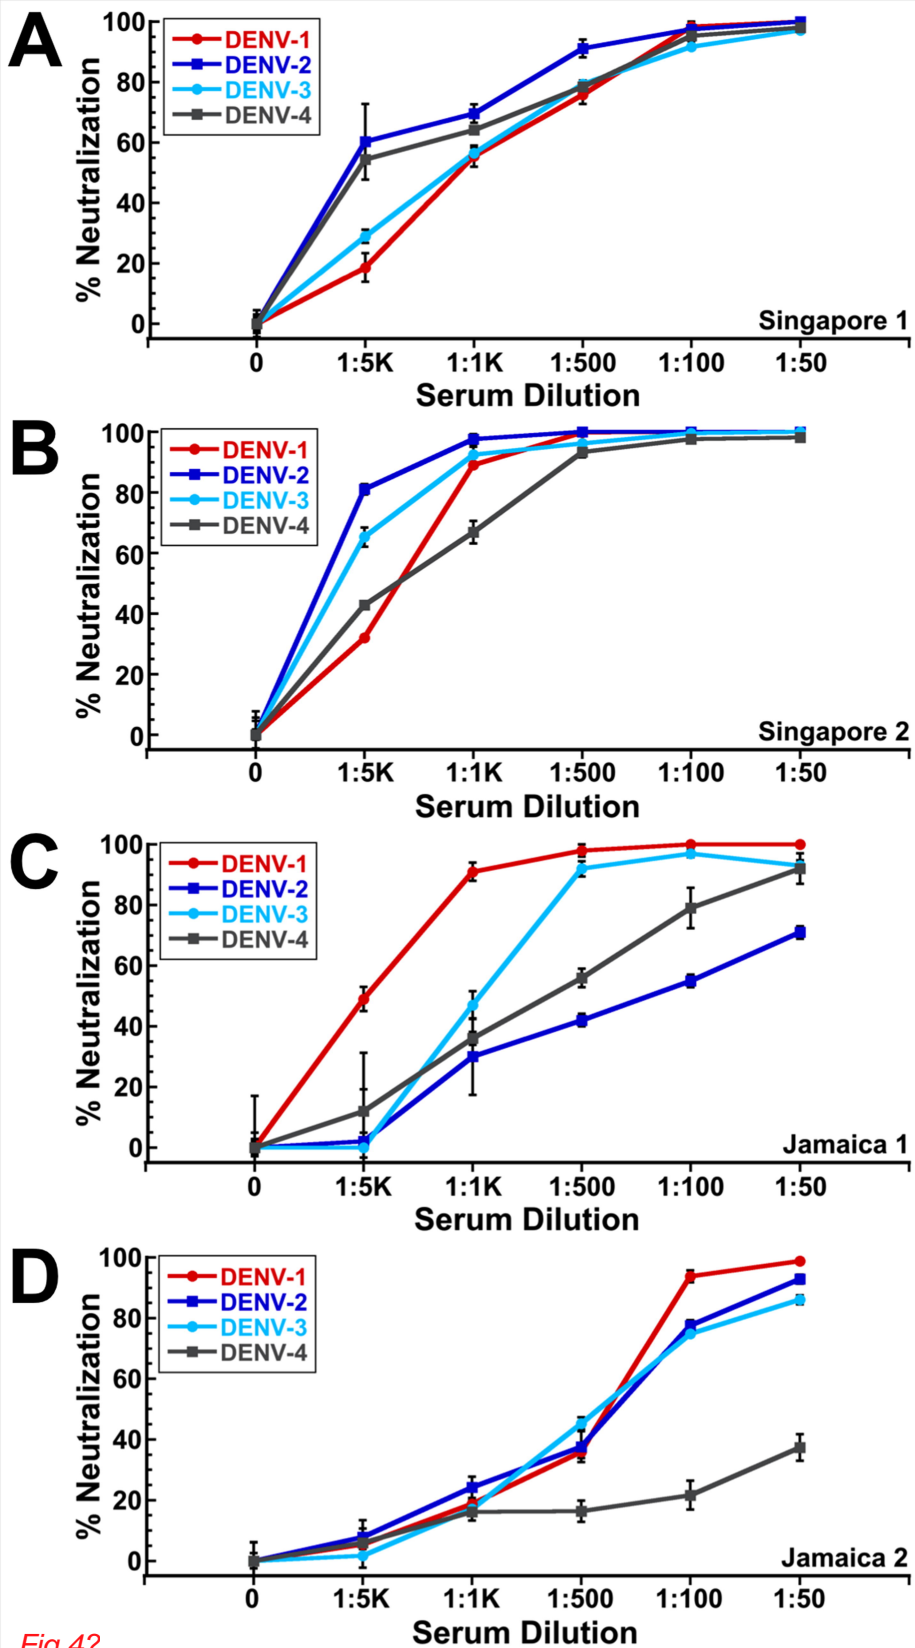 A
100
80
60
40
20
0
% Neutralization
DENV-1
DENV-2
DENV-3
DENV-4
Singapore 1
0 1:5K 1:1K 1:500 1:100 1:50
Serum Dilution
B
100
80
60
40
20
0
% Neutralization
DENV-1
DENV-2
DENV-3
DENV-4
Singapore 2
0 1:5K 1:1K 1:500 1:100 1:50
Serum Dilution
C
100
80
60
40
20
0
% Neutralization
DENV-1
DENV-2
DENV-3
DENV-4
Jamaica 1
0 1:5K 1:1K 1:500 1:100 1:50
Serum Dilution
D
100
80
60
40
20
0
% Neutralization
DENV-1
DENV-2
DENV-3
DENV-4
Jamaica 2
0 1:5K 1:1K 1:500 1:100 1:50
Serum Dilution
Fig 4?